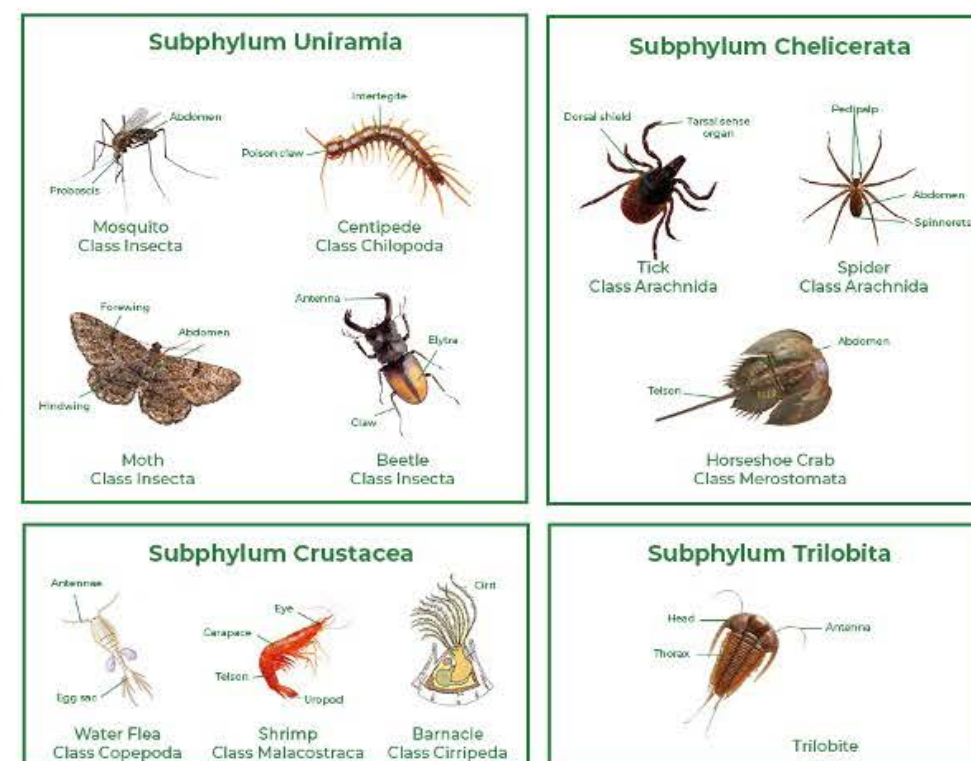 Subphylum Uniramia
Abdomen
Proboscis
Mosquito
Class Insecta
Intertegite
Poison claw
Centipede
Class Chilopoda
Forewing
Abdomen
Hindwing
Moth
Class Insecta
Antenna
Elytra
Claw
Beetle
Class Insecta
Subphylum Chelicerata
Dorsal shield
Tarsal sense
organ
Tick
Class Arachnida
Pedipalp
Abdomen
Spinnerets
Spider
Class Arachnida
Abdomen
Telson
Horseshoe Crab
Class Merostomata
Subphylum Crustacea
Antennae
Egg sac
Water Flea
Class Copepoda
Eye
Carapace
Telson
Uropod
Shrimp
Class Malacostraca
Cirri
Barnacle
Class Cirripeda
Subphylum Trilobita
Head
Antenna
Thorax
Trilobite